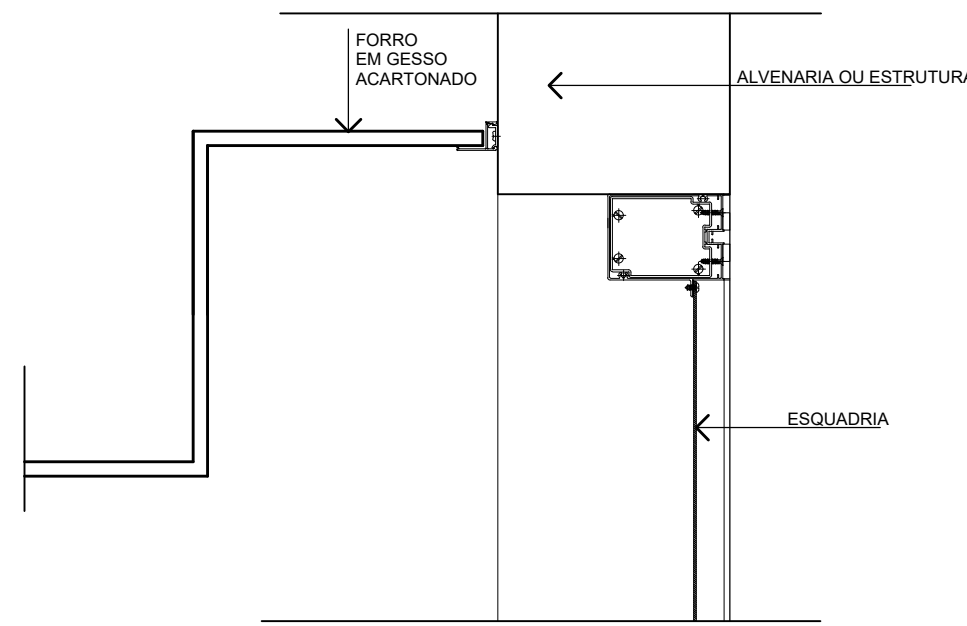 FORRO
EM GESSO
ACARTONADO
ALVENARIA OU ESTRUTURA
ESQUADRIA